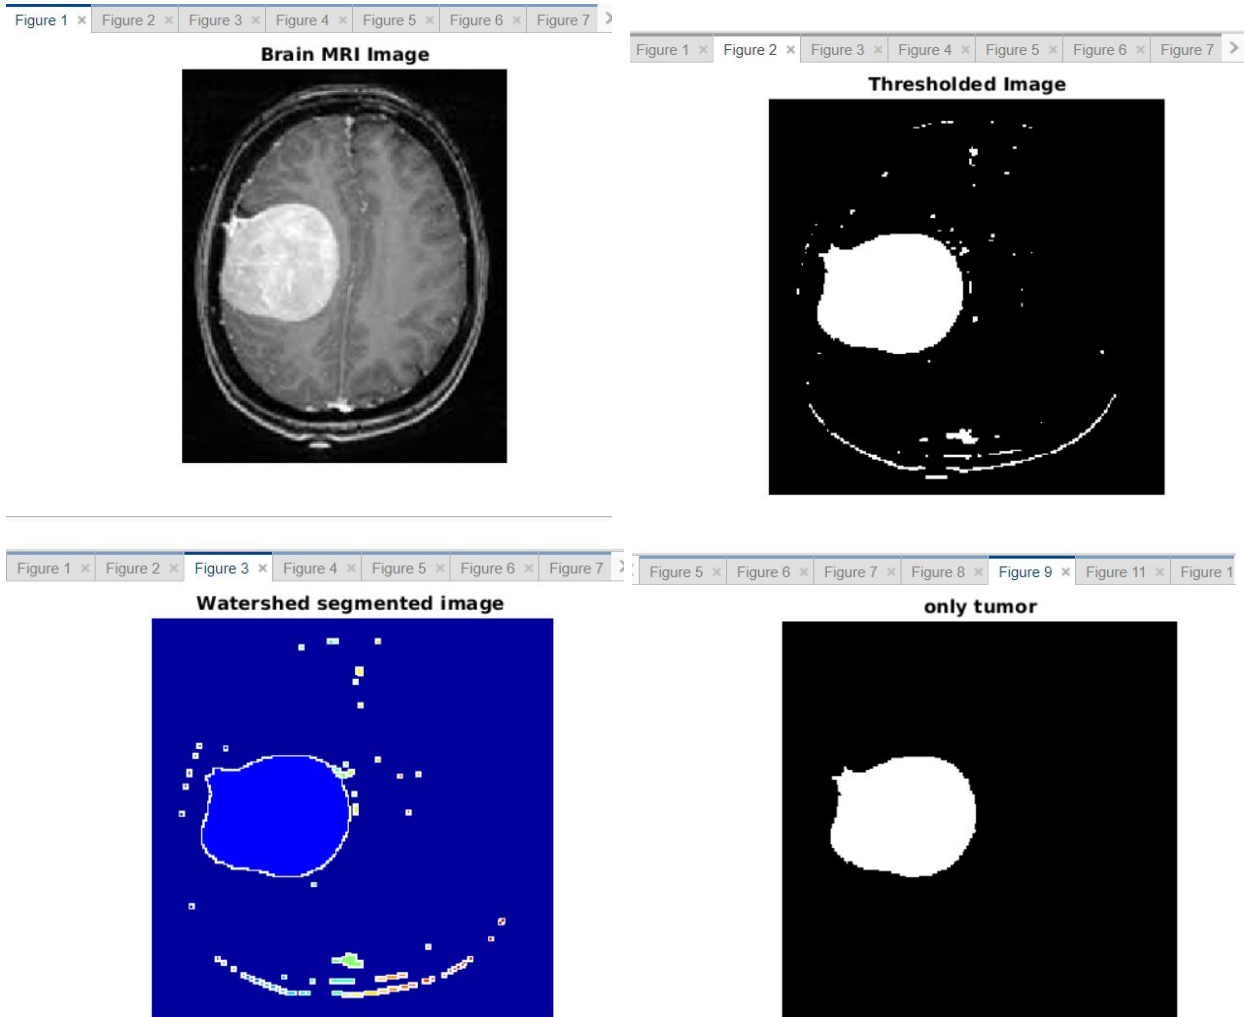 Figure 1 × Figure 2 × Figure 3 × Figure 4 × Figure 5 × Figure 6 × Figure 7
Brain MRI Image
Figure 1 × Figure 2 × Figure 3 × Figure 4 × Figure 5 × Figure 6 × Figure 7
Thresholded Image
Figure 1 × Figure 2 × Figure 3 × Figure 4 × Figure 5 × Figure 6 × Figure 7
Watershed segmented image
Figure 5 × Figure 6 × Figure 7 × Figure 8 × Figure 9 × Figure 11 × Figure 1
only tumor